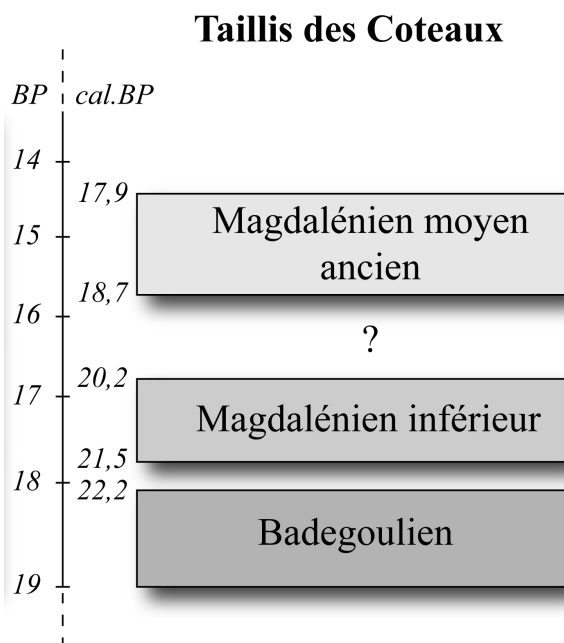 Taillis des Coteaux
BP cal.BP
14
17,9
Magdalénien moyen
15
ancien
18,7
16
?
20,2
17
Magdalénien inférieur
21,5
18
22,2
Badegoulien
19